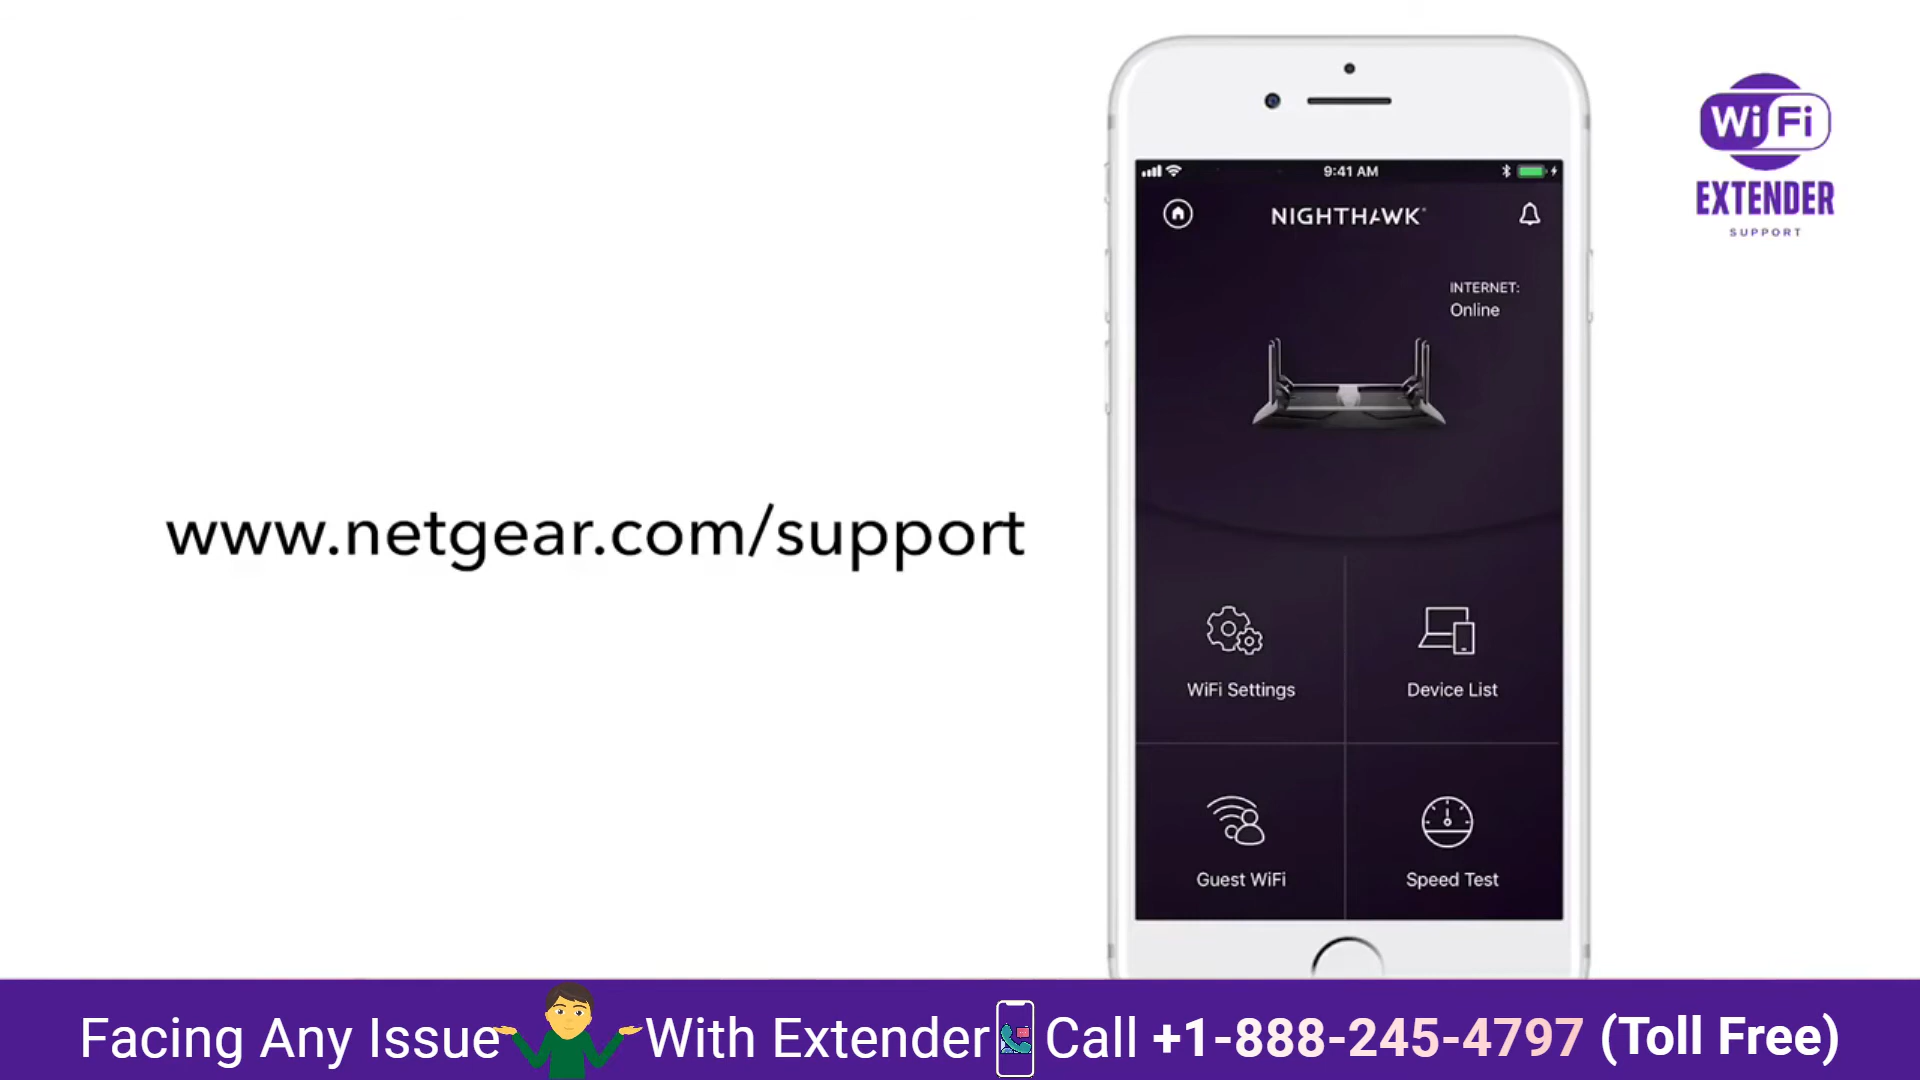 WiFi
EXTENDER
SUPPORT
9:41 AM
NIGHTHAWK
INTERNET:
Online
www.netgear.com/support
WiFi Settings
Device List
Guest WiFi
Speed Test
Facing Any Issue With Extender Call +1-888-245-4797 (Toll Free)